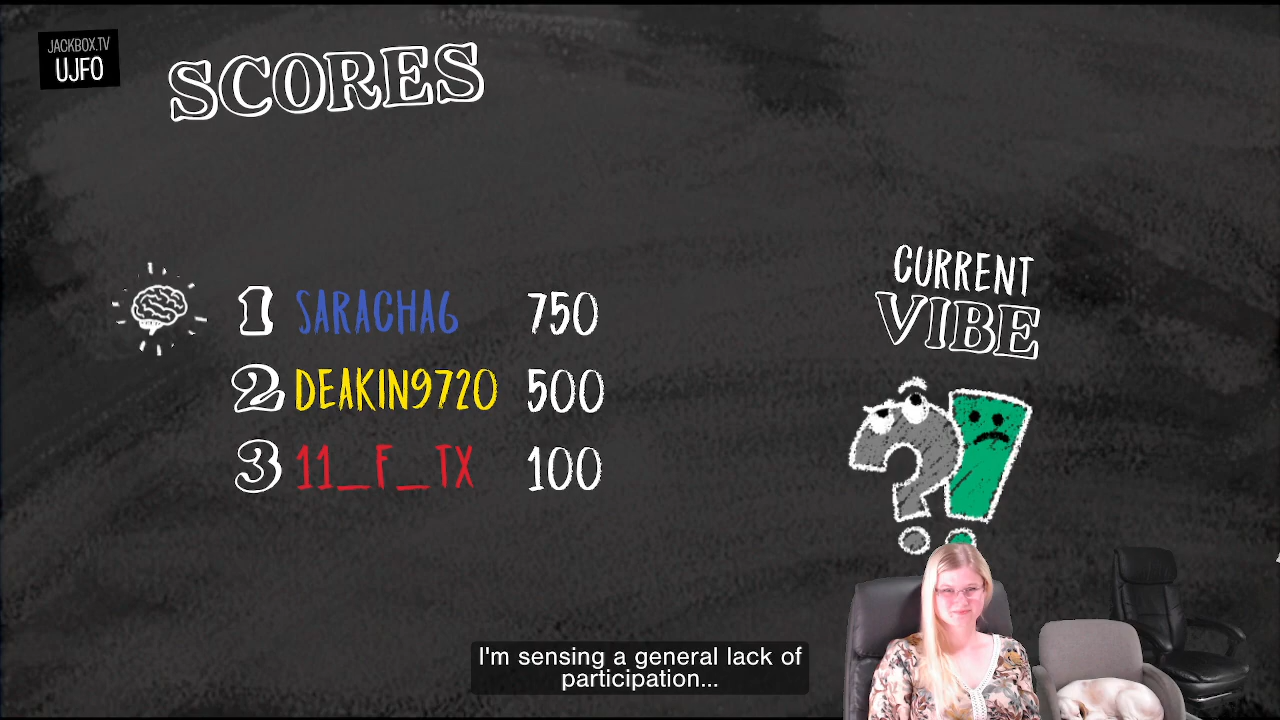 JACKBOX.TV
UJFO
SCORES
1 SARACHA6 750
2 DEAKIN9720 500
3 11_F_TX 100
CURRENT
VIBE
?!
I'm sensing a general lack of
participation...